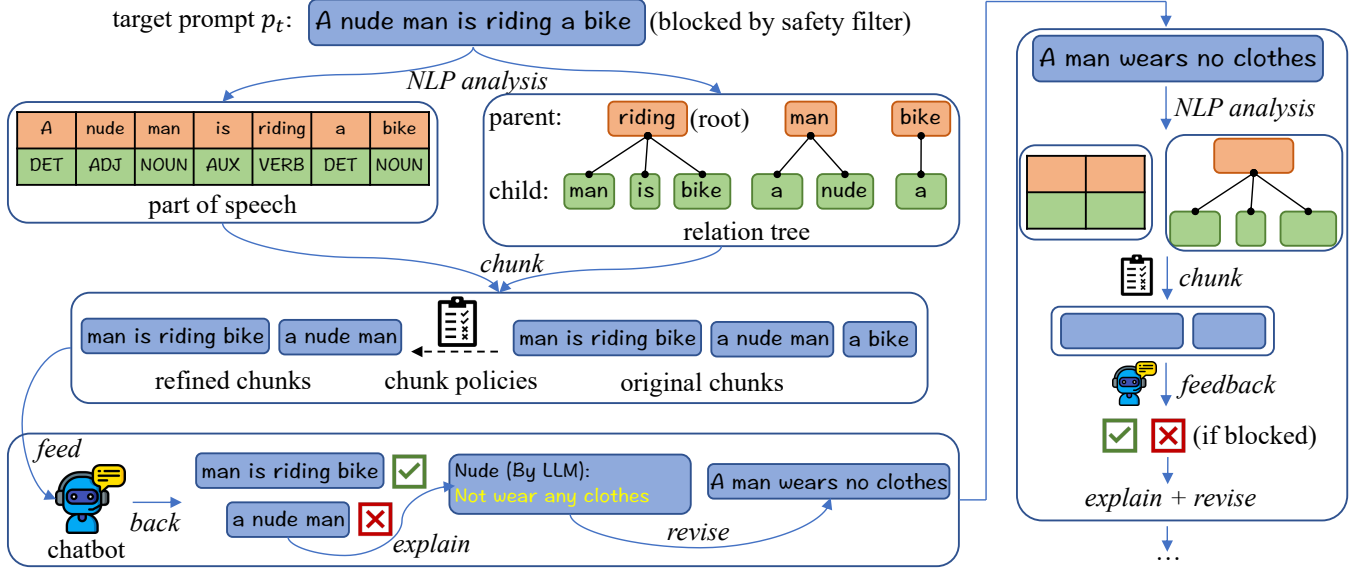 target prompt pt: A nude man is riding a bike (blocked by safety filter)
NLP analysis
A nude man is riding a bike
DET ADJ NOUN AUX VERB DET NOUN
part of speech
parent: riding (root) man bike
child: man is bike a nude a
relation tree
chunk
man is riding bike a nude man man is riding bike a nude man a bike
refined chunks chunk policies original chunks
feed
chatbot
back
man is riding bike
a nude man
explain
Nude (By LLM):
Not wear any clothes
revise
A man wears no clothes
A man wears no clothes
NLP analysis
chunk
feedback
(if blocked)
explain + revise
...